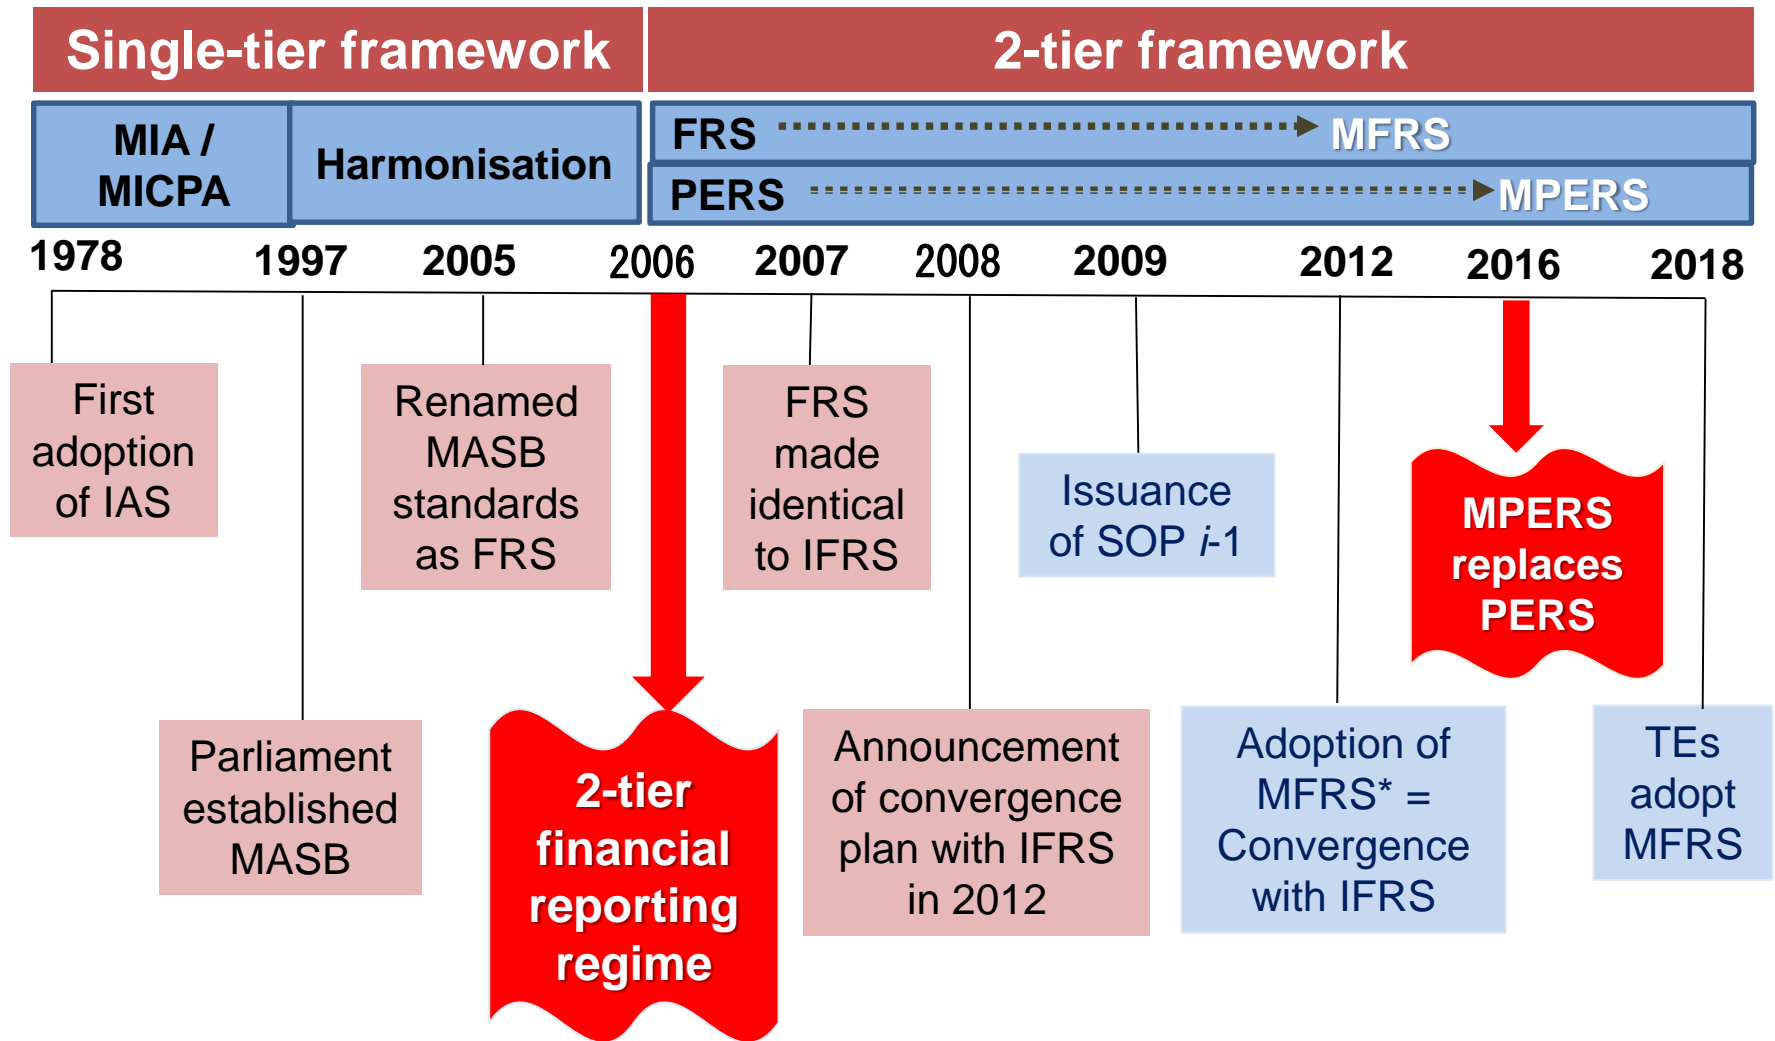 Single-tier framework
2-tier framework
MIA /
MICPA
Harmonisation
FRS
MFRS
PERS
MPERS
1978
1997
2005
2006
2007
2008
2009
2012
2016
2018
First
adoption
of IAS
Parliament
established
MASB
Renamed
MASB
standards
as FRS
2-tier
financial
reporting
regime
FRS
made
identical
to IFRS
Announcement
of convergence
plan with IFRS
in 2012
Issuance
of SOP i-1
Adoption of
MFRS* =
Convergence
with IFRS
MPERS
replaces
PERS
TEs
adopt
MFRS